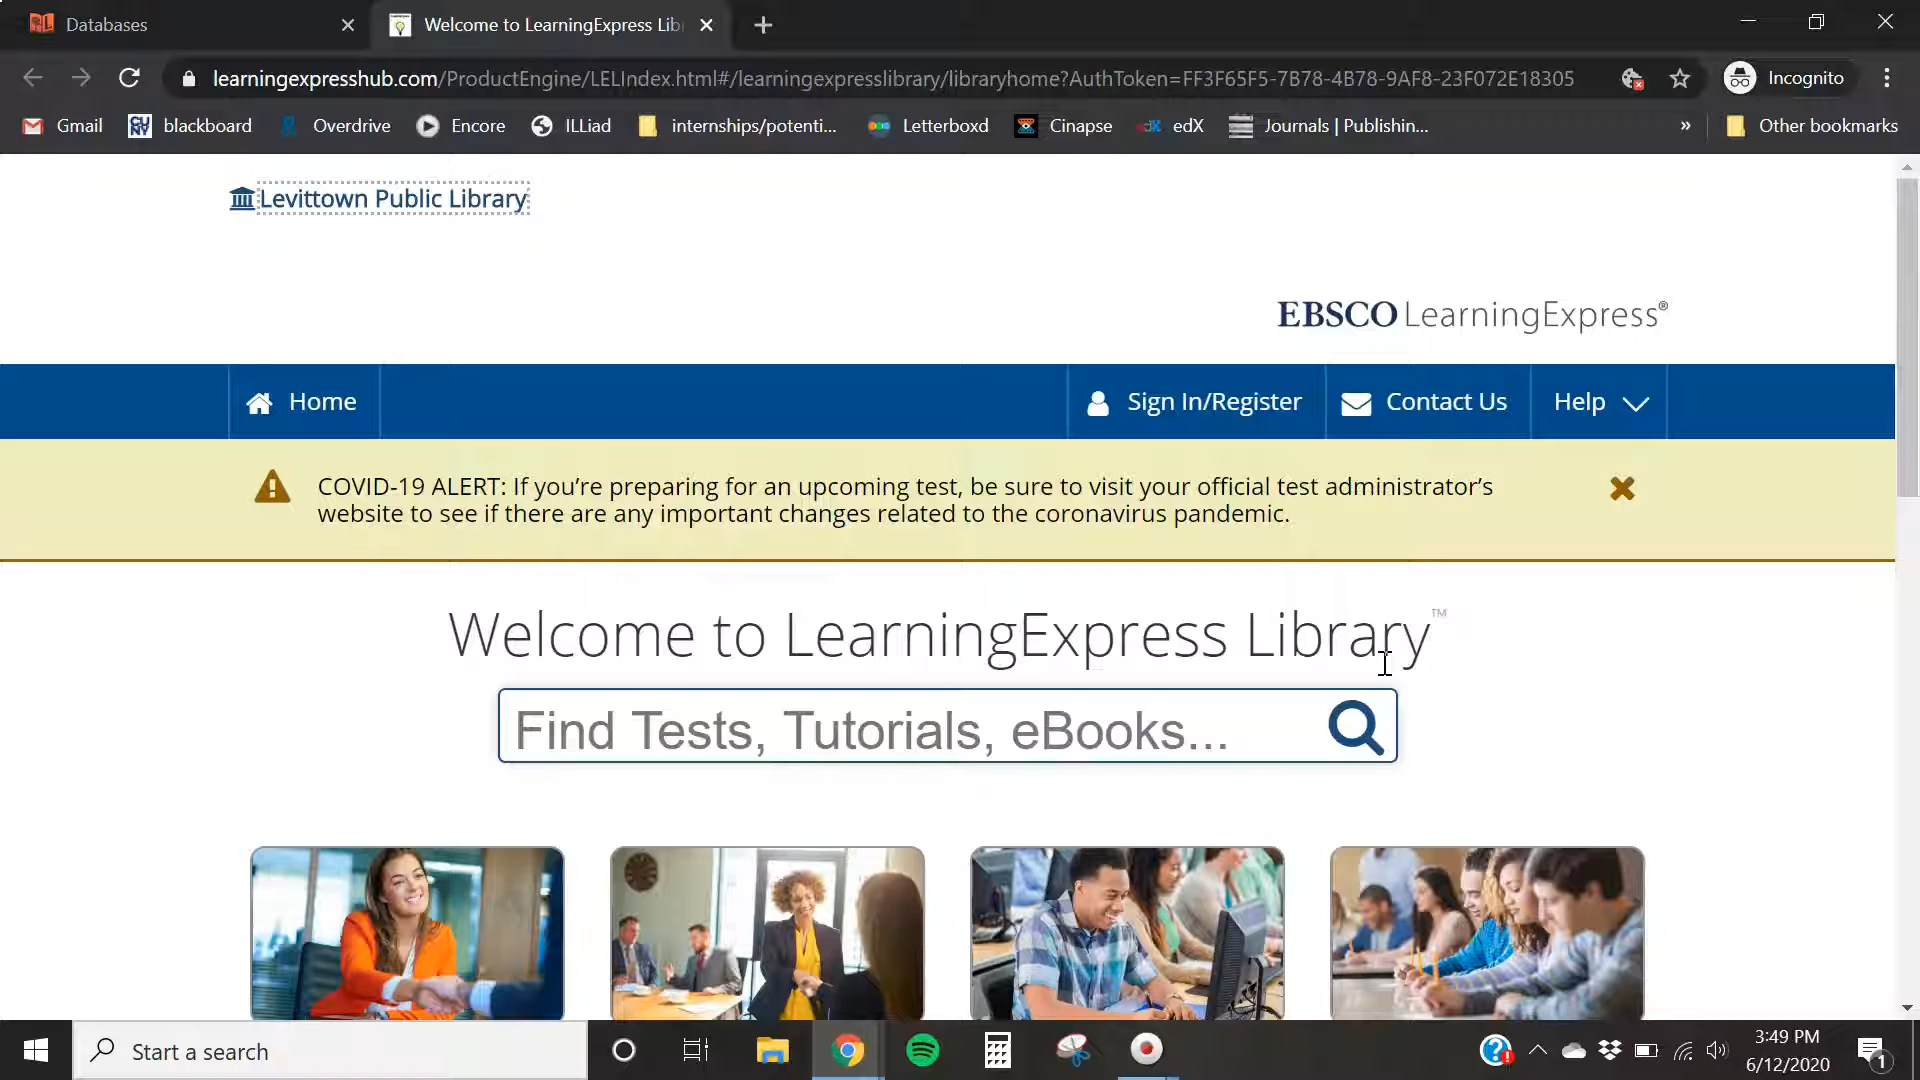 Databases
Welcome to LearningExpress Lib
learningexpresshub.com/ProductEngine/LELIndex.html#/learningexpresslibrary/libraryhome?AuthToken=FF3F65F5-7B78-4B78-9AF8-23F072E18305
Incognito
Gmail
blackboard
Overdrive
Encore
ILLiad
internships/potenti...
Letterboxd
Cinapse
edX
Journals | Publishin...
»
Other bookmarks
Levittown Public Library
EBSCO LearningExpress®
Home
Sign In/Register
Contact Us
Help
COVID-19 ALERT: If you’re preparing for an upcoming test, be sure to visit your official test administrator’s
website to see if there are any important changes related to the coronavirus pandemic.
Welcome to LearningExpress Library™
Find Tests, Tutorials, eBooks...
Start a search
3:49 PM
6/12/2020
1